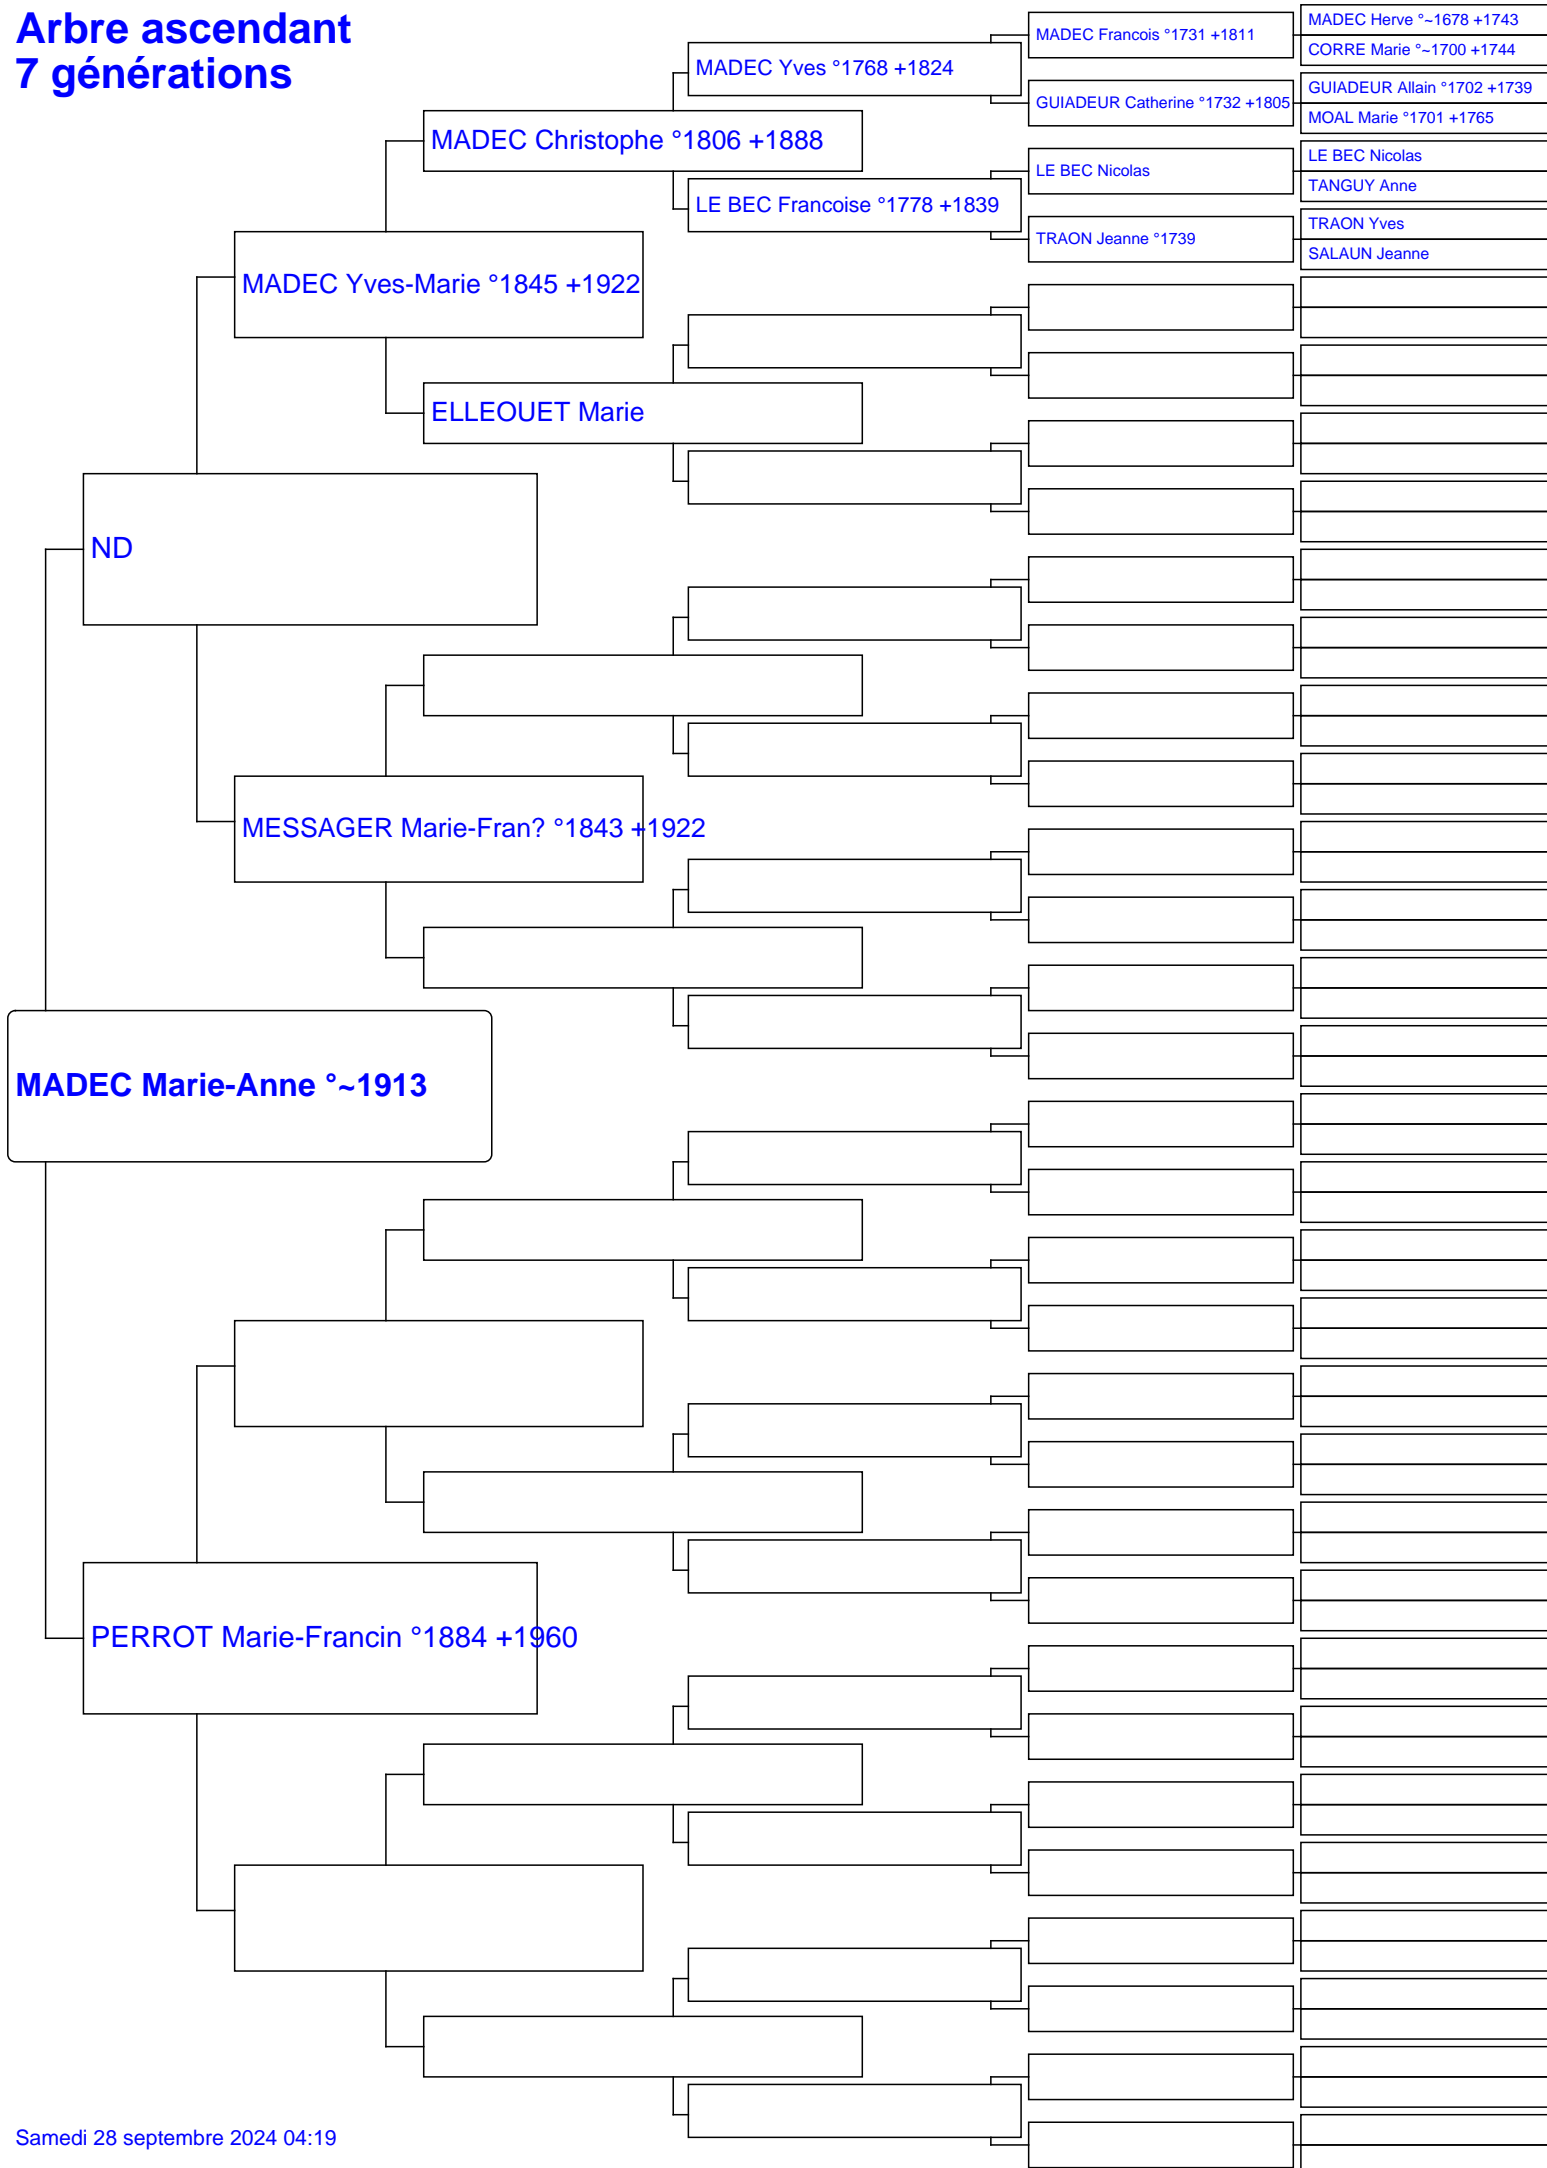 Arbre ascendant
7 générations
MADEC Herve °~1678 +1743
MADEC Francois °1731 +1811
CORRE Marie °~1700 +1744
MADEC Yves °1768 +1824
GUIADEUR Allain °1702 +1739
GUIADEUR Catherine °1732 +1805
MOAL Marie °1701 +1765
MADEC Christophe °1806 +1888
LE BEC Nicolas
LE BEC Nicolas
TANGUY Anne
LE BEC Francoise °1778 +1839
TRAON Yves
TRAON Jeanne °1739
SALAUN Jeanne
MADEC Yves-Marie °1845 +1922
ELLEOUET Marie
ND
MESSAGER Marie-Fran? °1843 +1922
MADEC Marie-Anne °~1913
PERROT Marie-Francin °1884 +1960
Samedi 28 septembre 2024 04:19